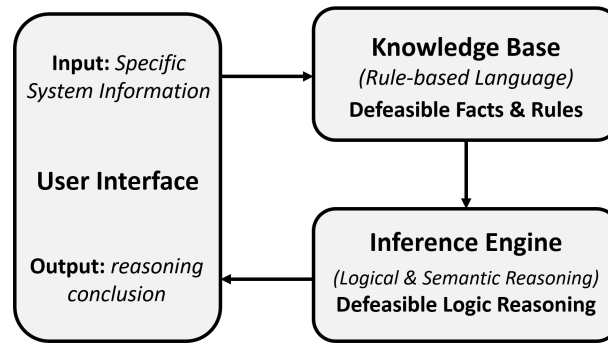 Input: Specific
System Information
User Interface
Output: reasoning
conclusion
Knowledge Base
(Rule-based Language)
Defeasible Facts & Rules
Inference Engine
(Logical & Semantic Reasoning)
Defeasible Logic Reasoning